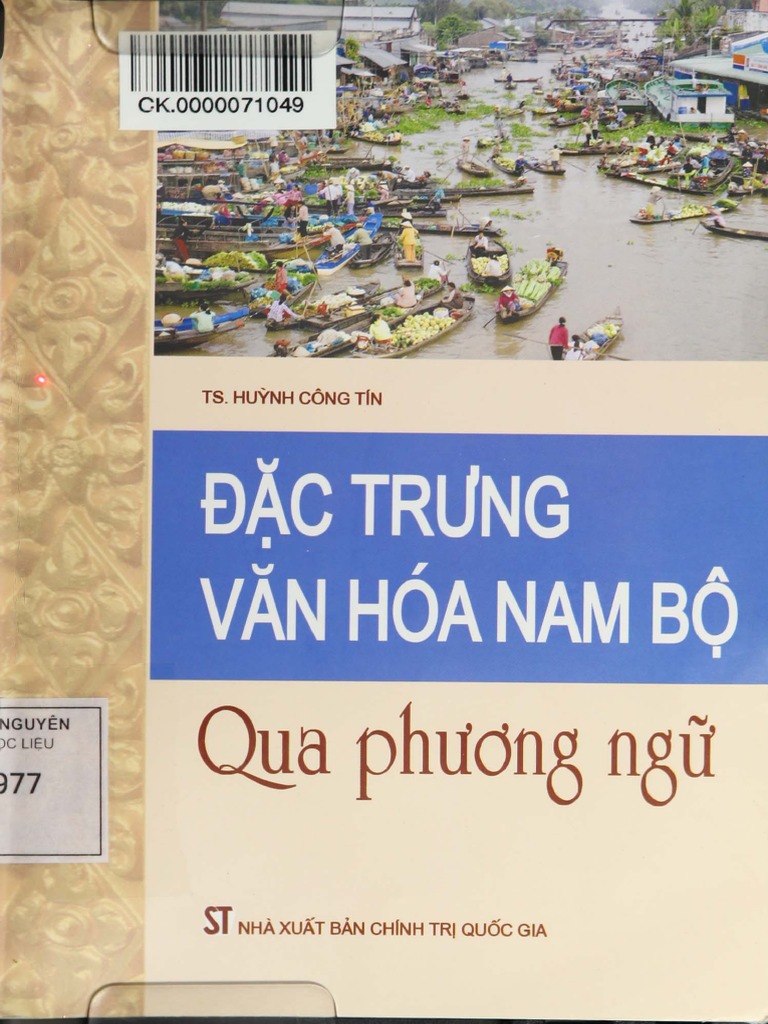 CK.0000071049
TS. HUỲNH CÔNG TÍN
ĐẶC TRƯNG
VĂN HÓA NAM BỘ
Qua phương ngữ
NGUYÊN
ỌC LIỆU
977
ST NHÀ XUẤT BẢN CHÍNH TRỊ QUỐC GIA